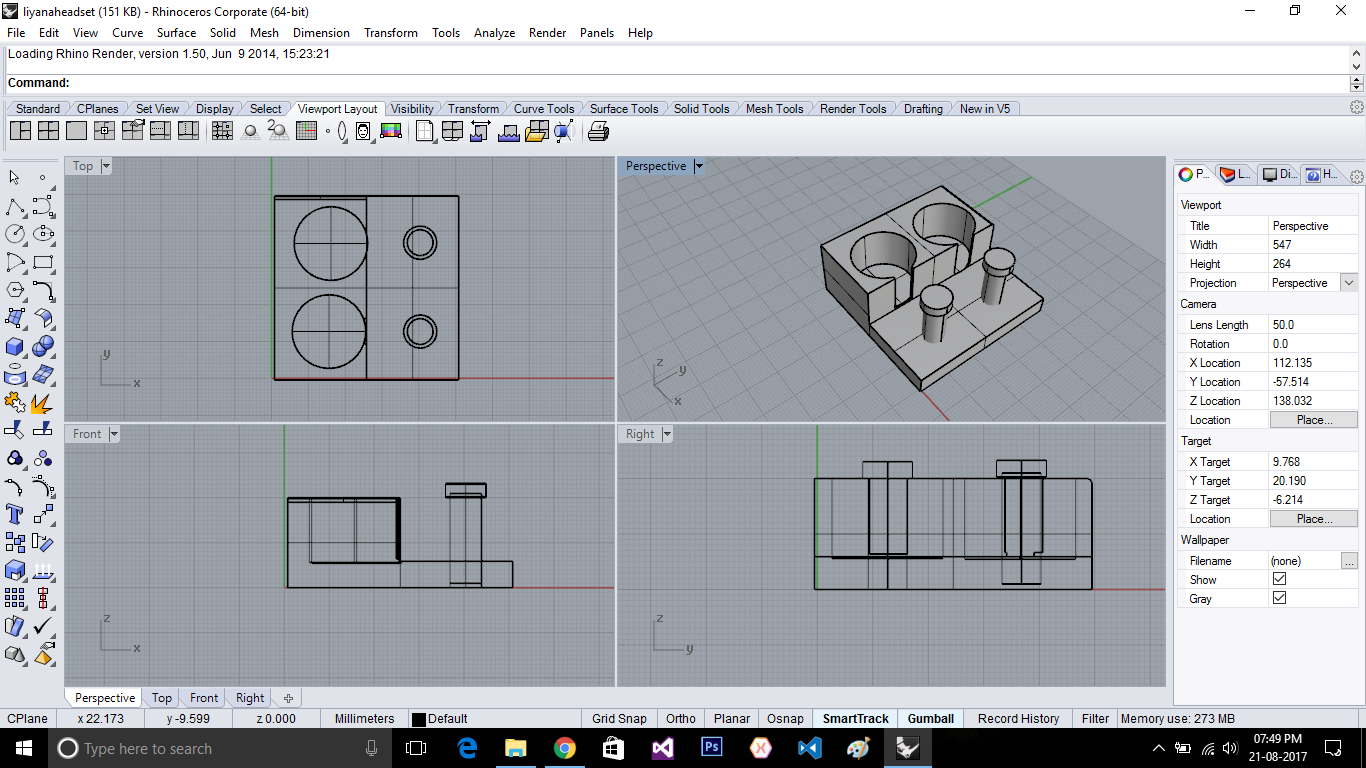 liyanaheadset (151 KB) - Rhinoceros Corporate (64-bit)
File Edit View Curve Surface Solid Mesh Dimension Transform Tools Analyze Render Panels Help
Loading Rhino Render, version 1.50, Jun 9 2014, 15:23:21
Command:
Standard CPlanes Set View Display Select Viewport Layout Visibility Transform Curve Tools Surface Tools Solid Tools Mesh Tools Render Tools Drafting New in V5
2
Top
y
x
Perspective
z
y
x
Front
z
x
Right
z
y
P... L... Di... H...
Viewport
Title Perspective
Width 547
Height 264
Projection Perspective
Camera
Lens Length 50.0
Rotation 0.0
X Location 112.135
Y Location -57.514
Z Location 138.032
Location Place...
Target
X Target 9.768
Y Target 20.190
Z Target -6.214
Location Place...
Wallpaper
Filename (none) ...
Show
Gray
Perspective Top Front Right
CPlane x 22.173 y -9.599 z 0.000 Millimeters Default Grid Snap Ortho Planar Osnap SmartTrack Gumball Record History Filter Memory use: 273 MB
Type here to search
Ps
07:49 PM
21-08-2017